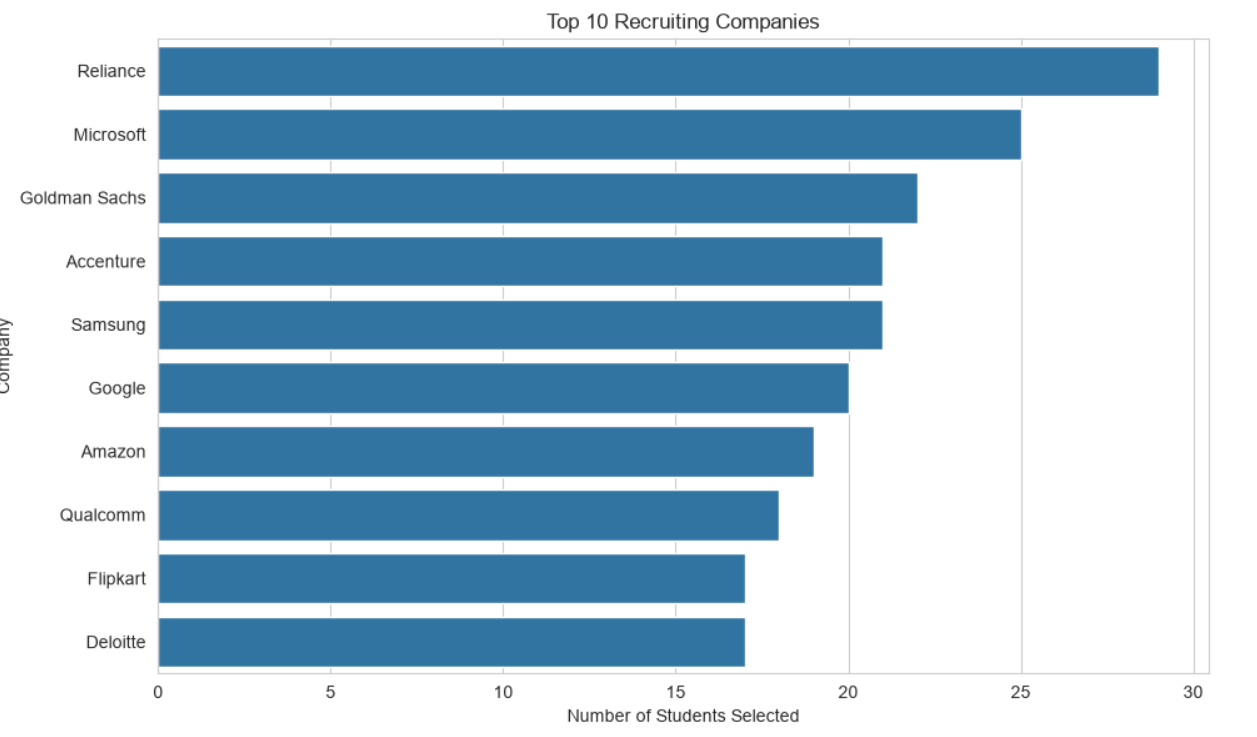 Top 10 Recruiting Companies
Reliance
Microsoft
Goldman Sachs
Accenture
Samsung
Google
Amazon
Qualcomm
Flipkart
Deloitte
Company
0 5 10 15 20 25 30
Number of Students Selected